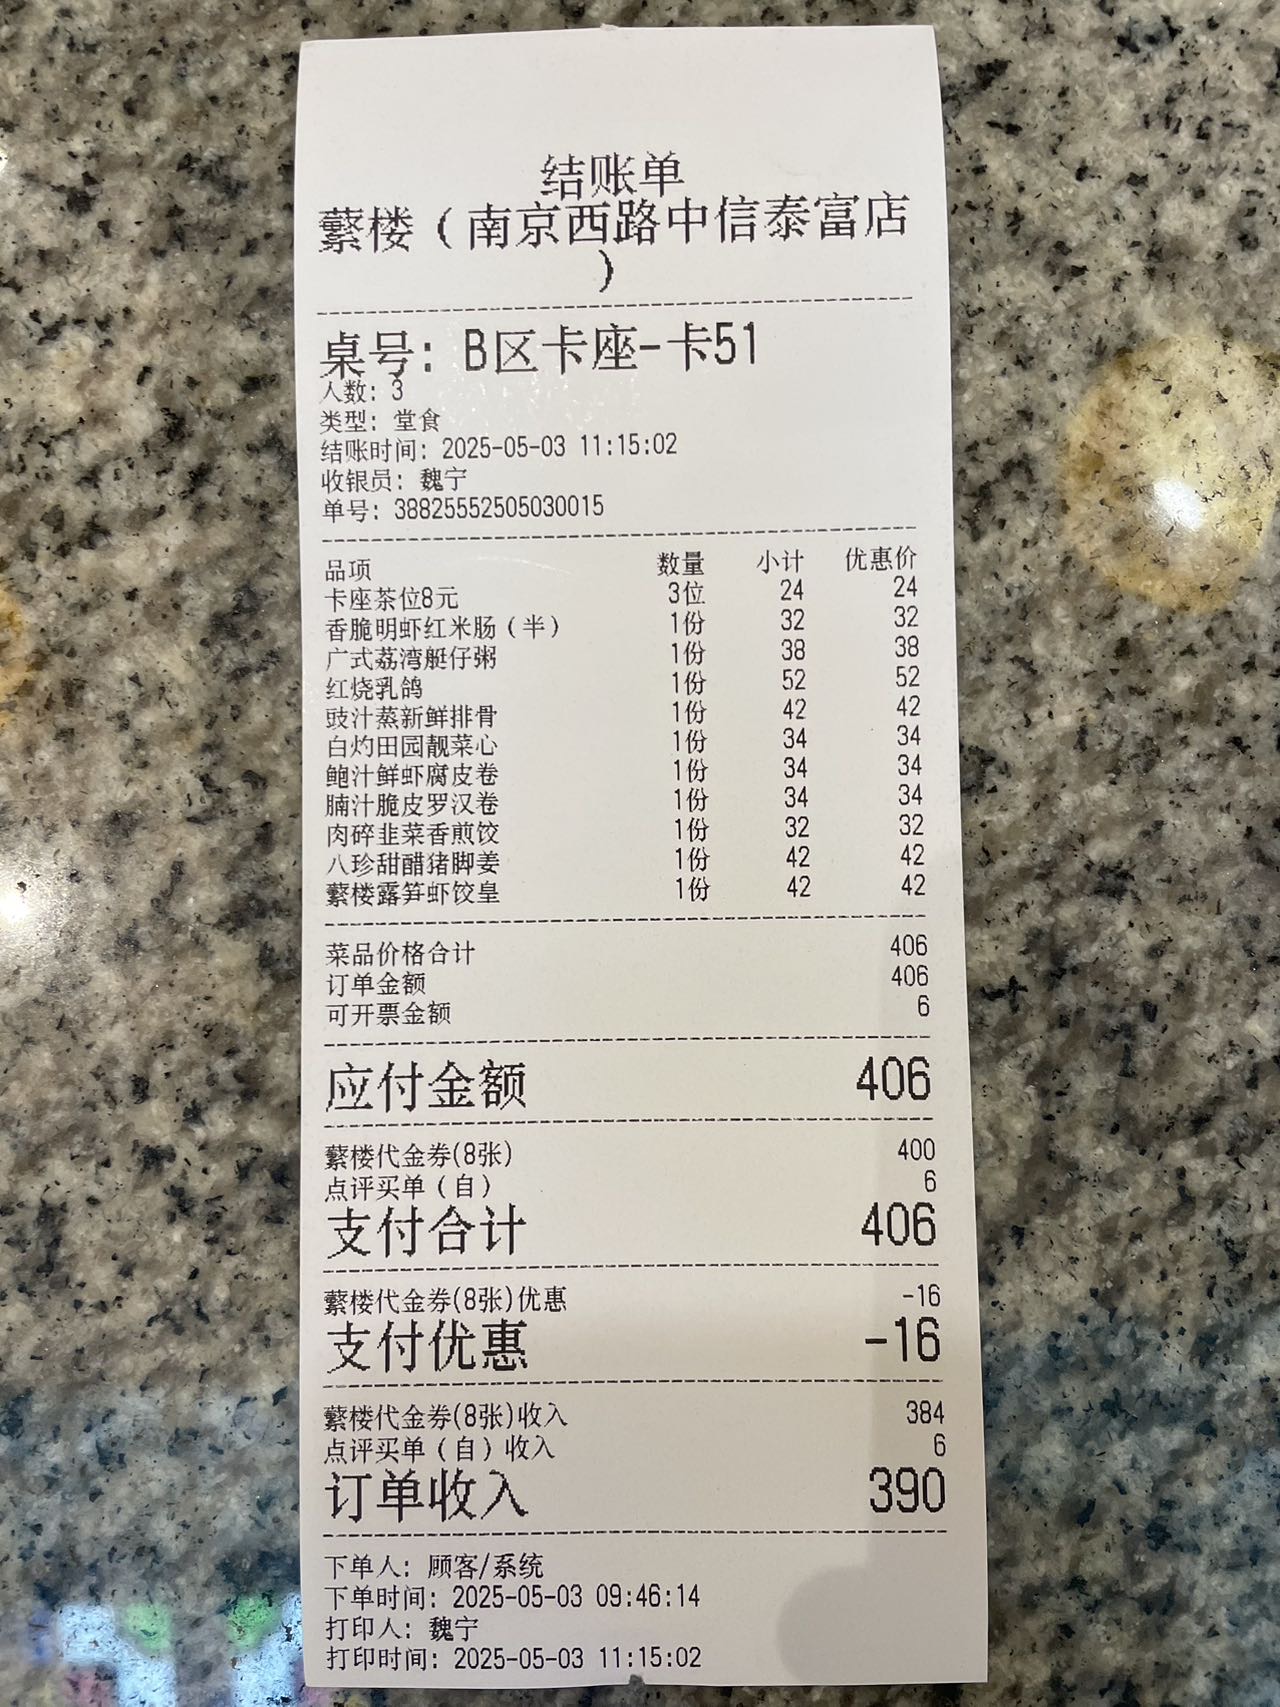 结账单
蘩楼（南京西路中信泰富店
）
桌号：B区卡座-卡51
人数：3
类型：堂食
结账时间：2025-05-03 11:15:02
收银员：魏宁
单号：38825552505030015
品项 数量 小计 优惠价
卡座茶位8元 3位 24 24
香脆明虾红米肠（半） 1份 32 32
广式荔湾艇仔粥 1份 38 38
红烧乳鸽 1份 52 52
豉汁蒸新鲜排骨 1份 42 42
白灼田园靓菜心 1份 34 34
鲍汁鲜虾腐皮卷 1份 34 34
腩汁脆皮罗汉卷 1份 34 34
肉碎韭菜香煎饺 1份 32 32
八珍甜醋猪脚姜 1份 42 42
蘩楼露笋虾饺皇 1份 42 42
菜品价格合计 406
订单金额 406
可开票金额 6
应付金额 406
蘩楼代金券(8张) 400
点评买单（自） 6
支付合计 406
蘩楼代金券(8张)优惠 -16
支付优惠 -16
蘩楼代金券(8张)收入 384
点评买单（自）收入 6
订单收入 390
下单人：顾客/系统
下单时间：2025-05-03 09:46:14
打印人：魏宁
打印时间：2025-05-03 11:15:02